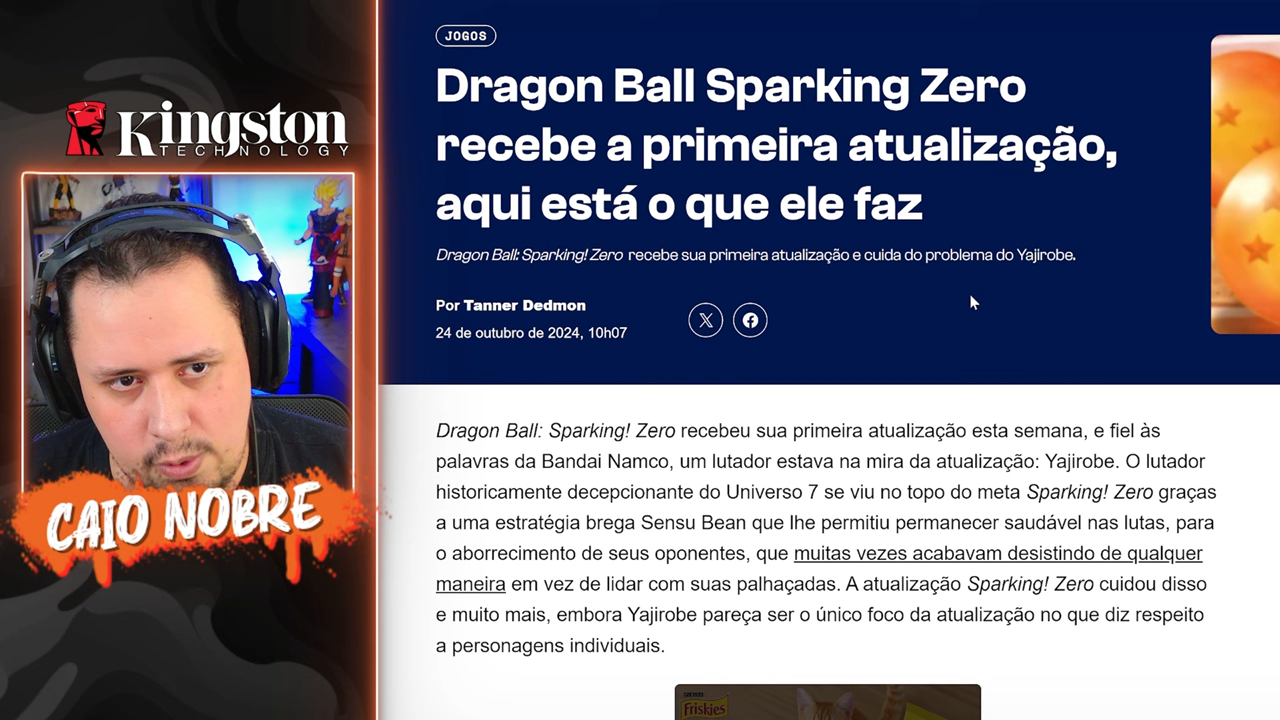 Kingston
TECHNOLOGY
CAIO NOBRE
JOGOS
Dragon Ball Sparking Zero
recebe a primeira atualização,
aqui está o que ele faz
Dragon Ball: Sparking! Zero recebe sua primeira atualização e cuida do problema do Yajirobe.
Por Tanner Dedmon
24 de outubro de 2024, 10h07
Dragon Ball: Sparking! Zero recebeu sua primeira atualização esta semana, e fiel às
palavras da Bandai Namco, um lutador estava na mira da atualização: Yajirobe. O lutador
historicamente decepcionante do Universo 7 se viu no topo do meta Sparking! Zero graças
a uma estratégia brega Sensu Bean que lhe permitiu permanecer saudável nas lutas, para
o aborrecimento de seus oponentes, que muitas vezes acabavam desistindo de qualquer
maneira em vez de lidar com suas palhaçadas. A atualização Sparking! Zero cuidou disso
e muito mais, embora Yajirobe pareça ser o único foco da atualização no que diz respeito
a personagens individuais.
PURINA
Friskies